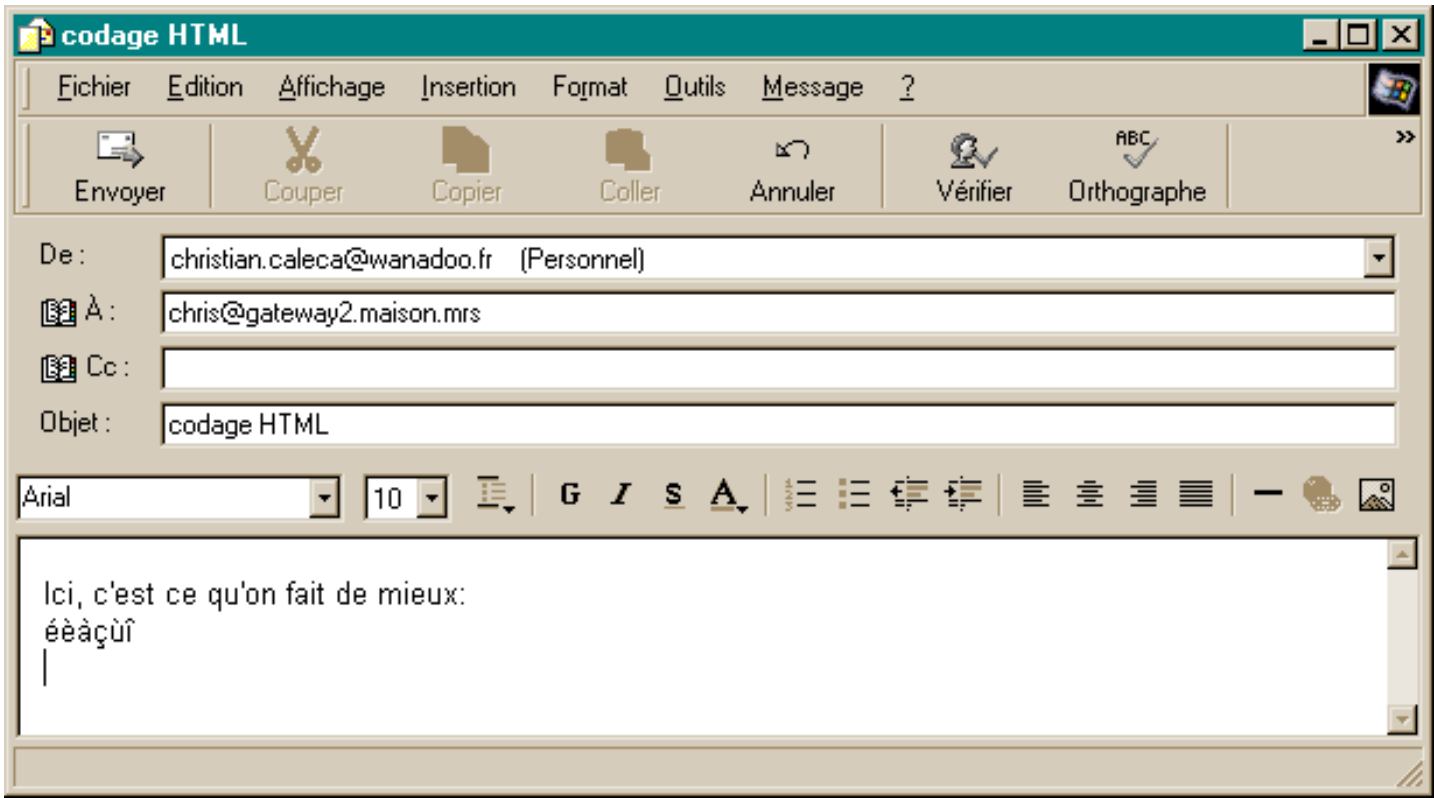 codage HTML
Fichier Edition Affichage Insertion Format Outils Message ?
ABC »
Envoyer Couper Copier Coller Annuler Vérifier Orthographe
De : christian.caleca@wanadoo.fr (Personnel)
À : chris@gateway2.maison.mrs
Cc :
Objet : codage HTML
Arial 10 G I S A
Ici, c'est ce qu'on fait de mieux:
éèàçùî